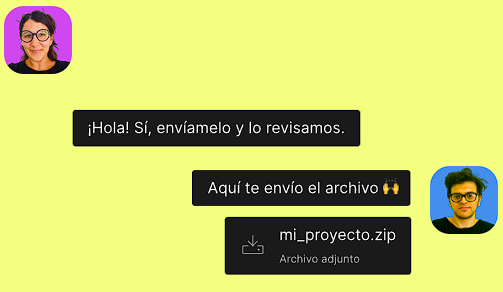 ¡Hola! Sí, envíamelo y lo revisamos.
Aquí te envío el archivo 🙌
mi_proyecto.zip
Archivo adjunto